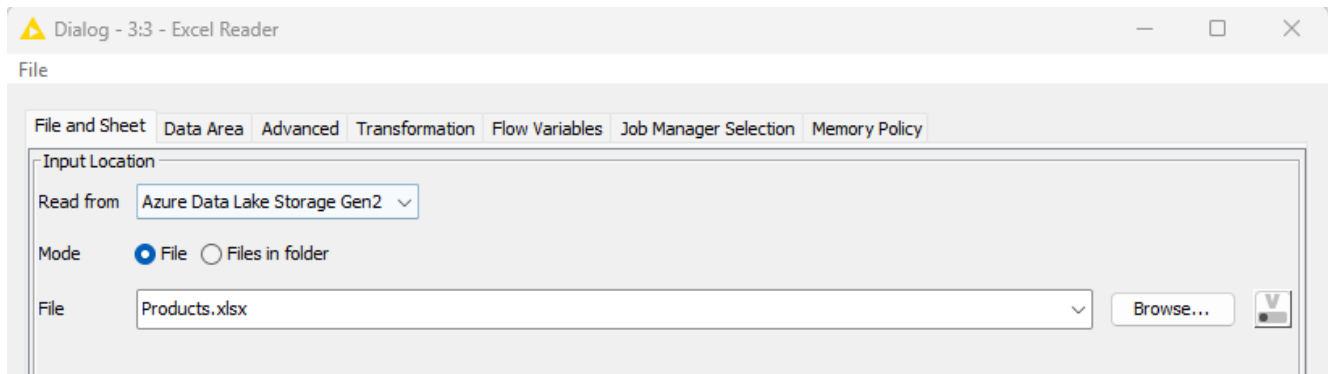 Dialog - 3:3 - Excel Reader
File
File and Sheet Data Area Advanced Transformation Flow Variables Job Manager Selection Memory Policy
Input Location
Read from Azure Data Lake Storage Gen2
Mode File Files in folder
File Products.xlsx Browse... V